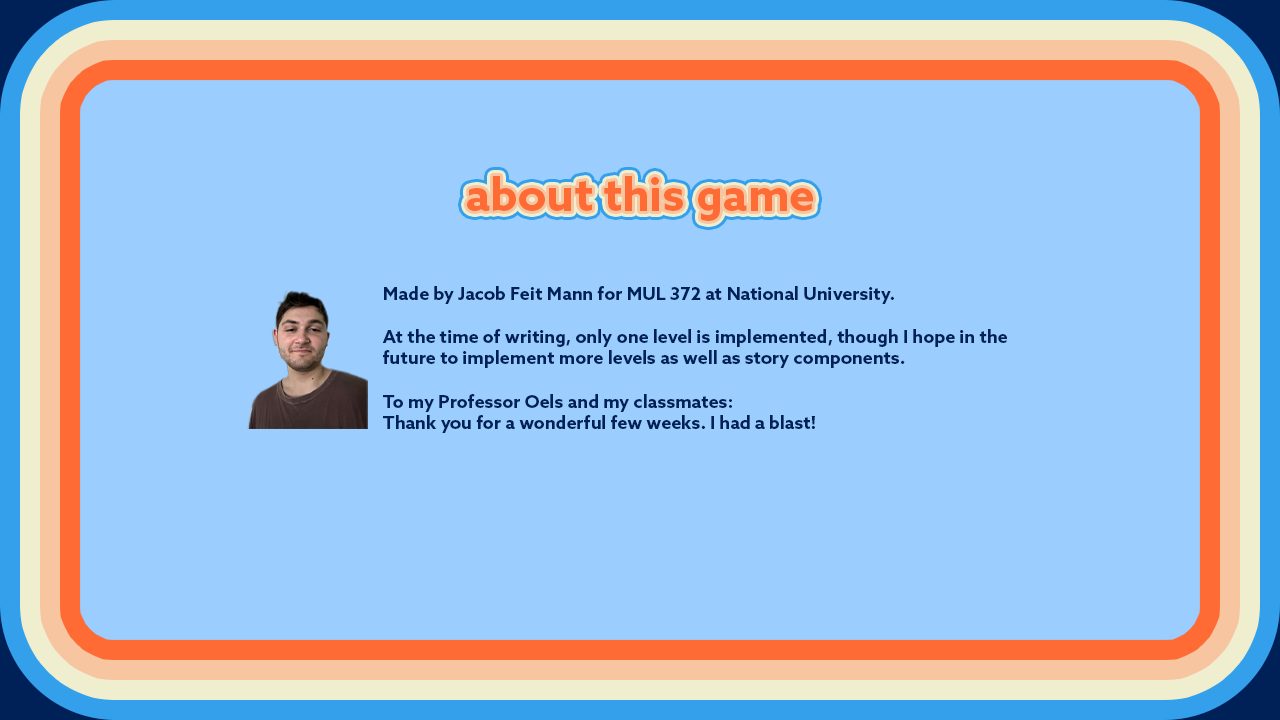 about this game
Made by Jacob Feit Mann for MUL 372 at National University.
At the time of writing, only one level is implemented, though I hope in the
future to implement more levels as well as story components.
To my Professor Oels and my classmates:
Thank you for a wonderful few weeks. I had a blast!